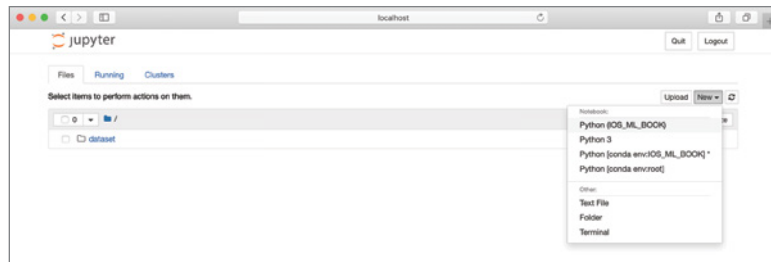 localhost
jupyter
Quit Logout
Files Running Clusters
Select items to perform actions on them.
Upload New
0 /
Notebook:
Python (IOS_ML_BOOK)
dataset
Python 3
Python [conda env:IOS_ML_BOOK] *
Python [conda env:root]
Other:
Text File
Folder
Terminal